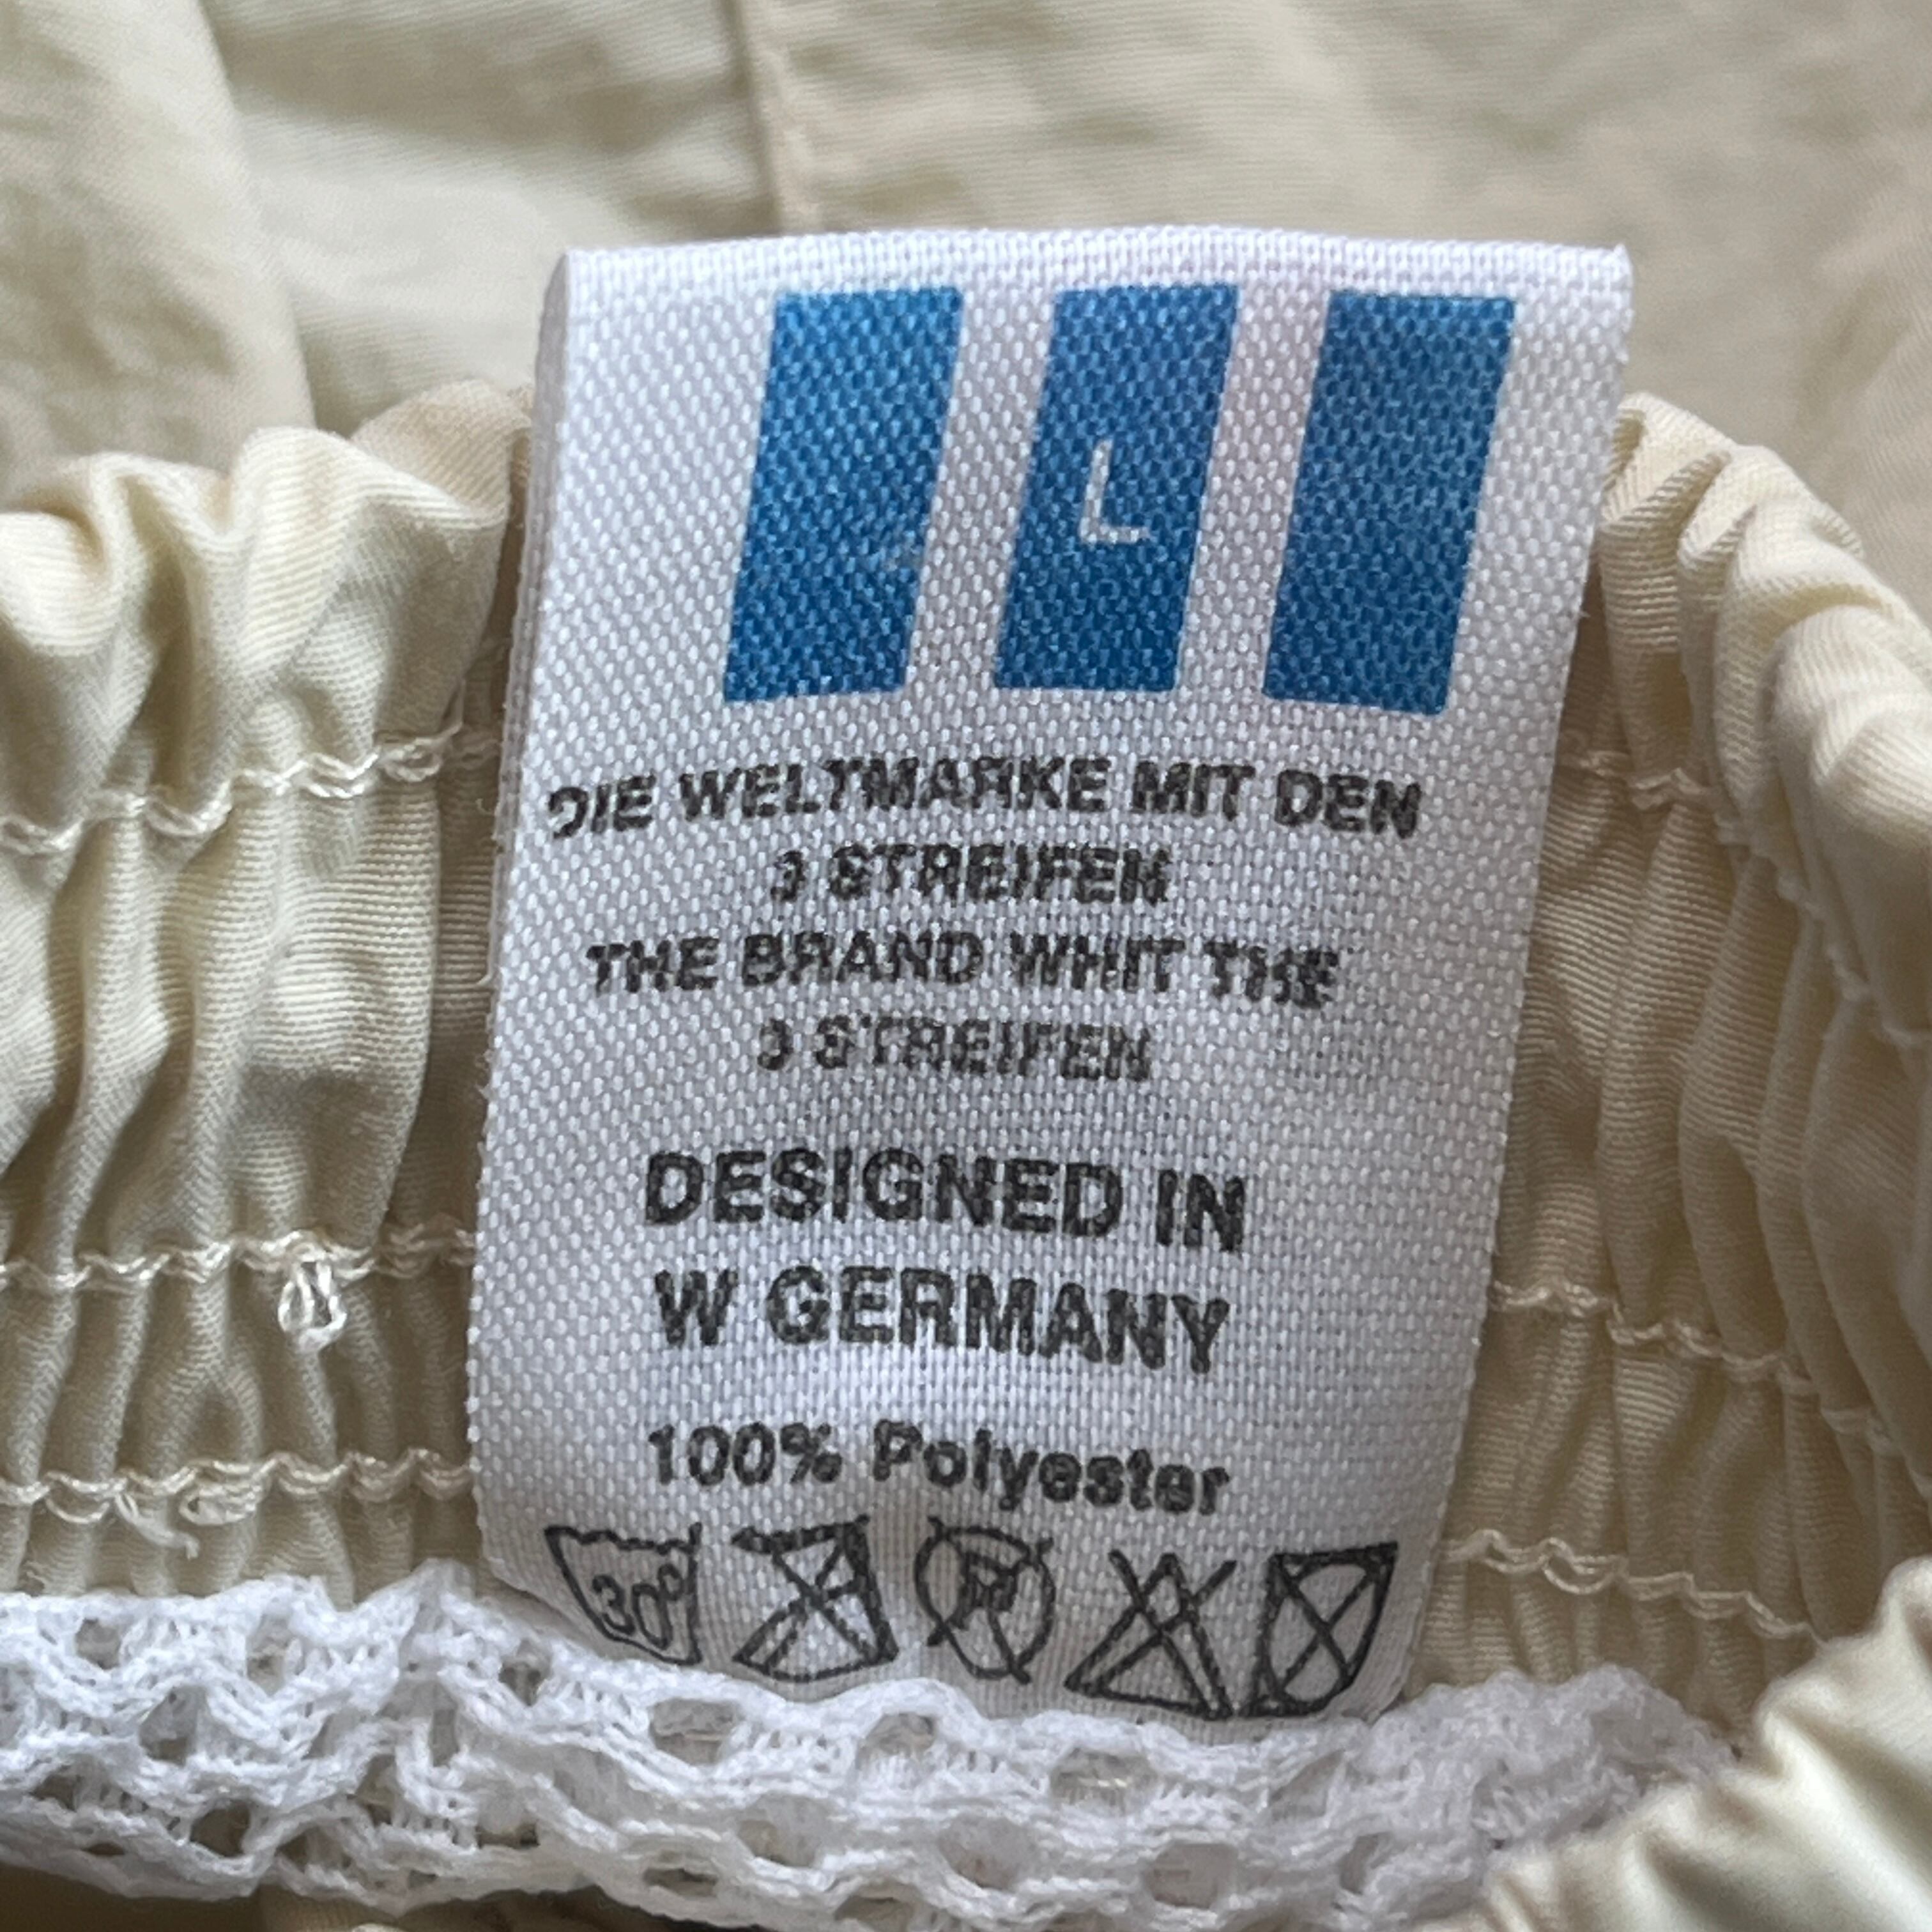 L
DIE WELTMARKE MIT DEN
3 STREIFEN
THE BRAND WHIT THE
3 STREIFEN
DESIGNED IN
W GERMANY
100% Polyester
30°